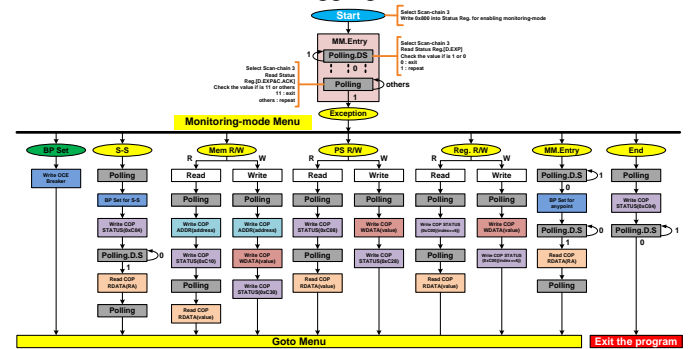 Start
Select Scan-chain 3
Write 0x800 into Status Reg. for enabling monitoring-mode
MM.Entry
Polling.DS
1
0
Select Scan-chain 3
Read Status Reg.[D.EXP]
Check the value if is 1 or 0
0 : exit
1 : repeat
Select Scan-chain 3
Read Status
Reg.[D.EXP&C.ACK]
Check the value if is 11 or others
11 : exit
others : repeat
Polling
others
1
Exception
Monitoring-mode Menu
BP Set
S-S
Mem R/W
PS R/W
Reg. R/W
MM.Entry
End
R
W
R
W
R
W
Write OCE
Breaker
Polling
Read
Write
Read
Write
Read
Write
Polling.D.S
1
0
Polling
BP Set for S-S
Polling
Polling
Polling
Polling
Polling
Polling
BP Set for
anypoint
Write COP
STATUS(0xC04)
Write COP
STATUS(0xC04)
Write COP
ADDR(address)
Write COP
ADDR(address)
Write COP
STATUS(0xC08)
Write COP
WDATA(value)
Write COP
WDATA(value)
Polling.D.S
0
1
Polling.D.S
0
1
Polling.D.S
1
0
Write COP
STATUS(0xC10)
Write COP
WDATA(value)
Polling
Write COP
STATUS(0xC28)
Polling
Write COP STATUS
Read COP
RDATA(RA)
Read COP
RDATA(RA)
Polling
Write COP
STATUS(0xC30)
Read COP
RDATA(value)
Read COP
RDATA(value)
Polling
Polling
Read COP
RDATA(value)
Goto Menu
Exit the program